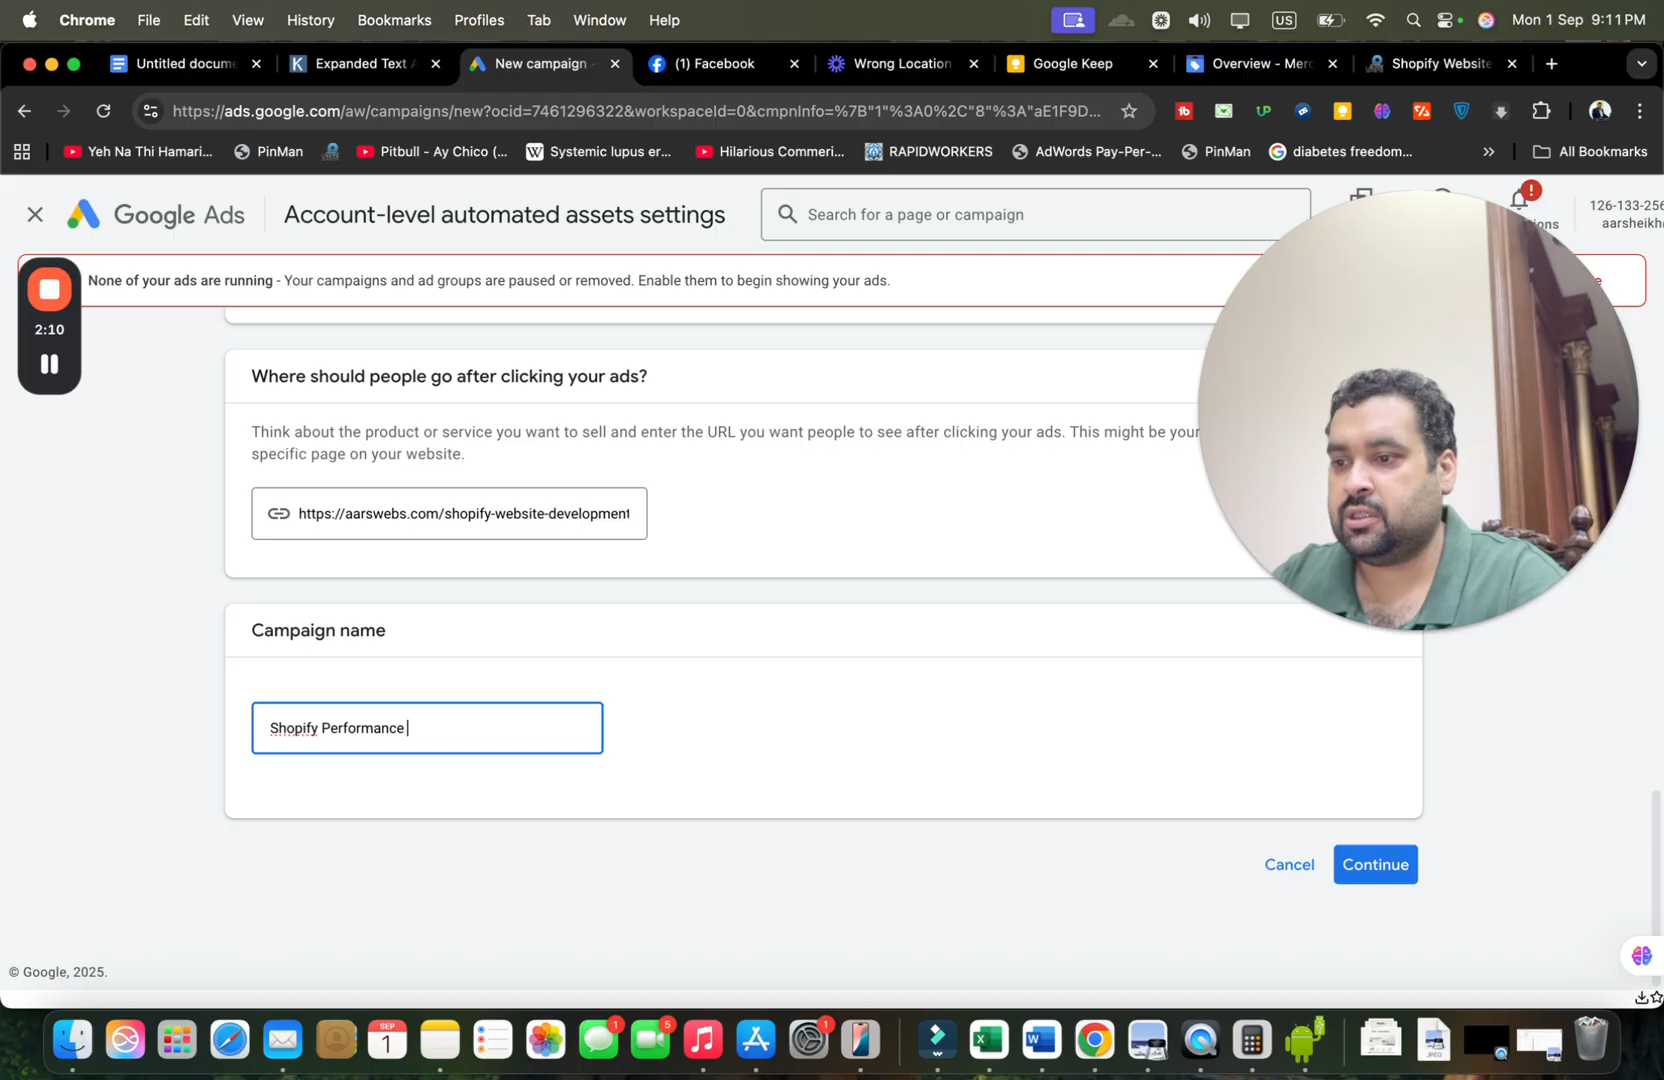 Chrome File Edit View History Bookmarks Profiles Tab Window Help US Mon 1 Sep 9:11 PM
Untitled docume Expanded Text A New campaign - (1) Facebook Wrong Location Google Keep Overview - Merc Shopify Website
https://ads.google.com/aw/campaigns/new?ocid=7461296322&workspaceId=0&cmpnInfo=%7B"1"%3A0%2C"8"%3A"aE1F9D...
Yeh Na Thi Hamari... PinMan Pitbull - Ay Chico (... Systemic lupus er... Hilarious Commeri... RAPIDWORKERS AdWords Pay-Per-... PinMan diabetes freedom... » All Bookmarks
Google Ads Account-level automated assets settings Search for a page or campaign
126-133-256
aarsheikh
None of your ads are running - Your campaigns and ad groups are paused or removed. Enable them to begin showing your ads.
2:10
Where should people go after clicking your ads?
Think about the product or service you want to sell and enter the URL you want people to see after clicking your ads. This might be your
specific page on your website.
https://aarswebs.com/shopify-website-development
Campaign name
Shopify Performance
Cancel Continue
© Google, 2025.
SEP
1
1
5
1